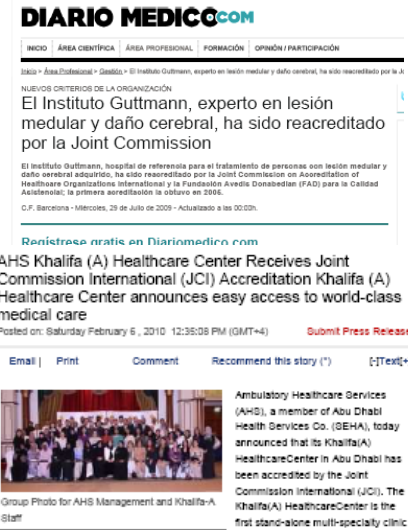 DIARIO MEDICO.COM
INICIO ÁREA CIENTÍFICA ÁREA PROFESIONAL FORMACIÓN OPINIÓN / PARTICIPACIÓN
Inicio > Área Profesional > Gestión > El Instituto Guttmann, experto en lesión medular y daño cerebral, ha sido reacreditado por la
NUEVOS CRITERIOS DE LA ORGANIZACIÓN
El Instituto Guttmann, experto en lesión
medular y daño cerebral, ha sido reacreditado
por la Joint Commission
El Instituto Guttmann, hospital de referencia para el tratamiento de personas con lesión medular y
daño cerebral adquirido, ha sido reacreditado por la Joint Commission on Accreditation of
Healthcare Organizations International y la Fundación Avedis Donabedian (FAD) para la Calidad
Asistencial; la primera acreditación la obtuvo en 2005.
C.F. Barcelona - Miércoles, 29 de Julio de 2009 - Actualizado a las 00:00h.
Regístrese gratis en Diariomedico.com
AHS Khalifa (A) Healthcare Center Receives Joint
Commission International (JCI) Accreditation Khalifa (A)
Healthcare Center announces easy access to world-class
medical care
Posted on: Saturday February 6 , 2010 12:35:08 PM (GMT+4) Submit Press Release
Email | Print Comment Recommend this story (*) [-]Text[+
Ambulatory Healthcare Services
(AHS), a member of Abu Dhabi
Health Services Co. (SEHA), today
announced that its Khalifa(A)
HealthcareCenter in Abu Dhabi has
been accredited by the Joint
Commission International (JCI). The
Khalifa(A) HealthcareCenter is the
first stand-alone multi-specialty clinic
Group Photo for AHS Management and Khalifa-A
Staff